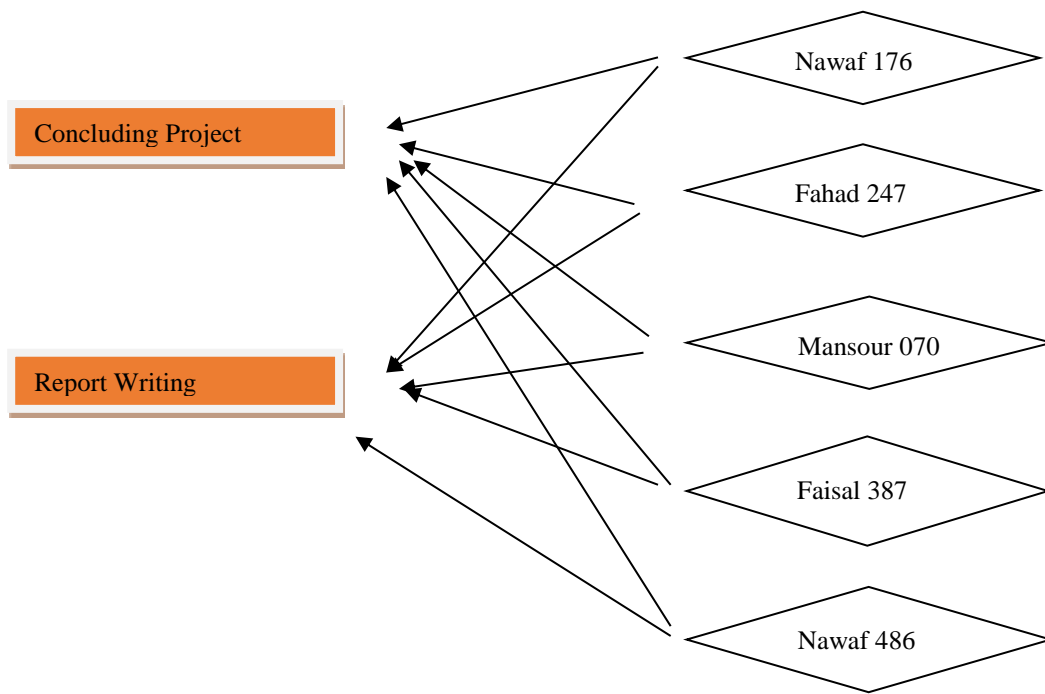 Nawaf 176
Concluding Project
Fahad 247
Mansour 070
Report Writing
Faisal 387
Nawaf 486